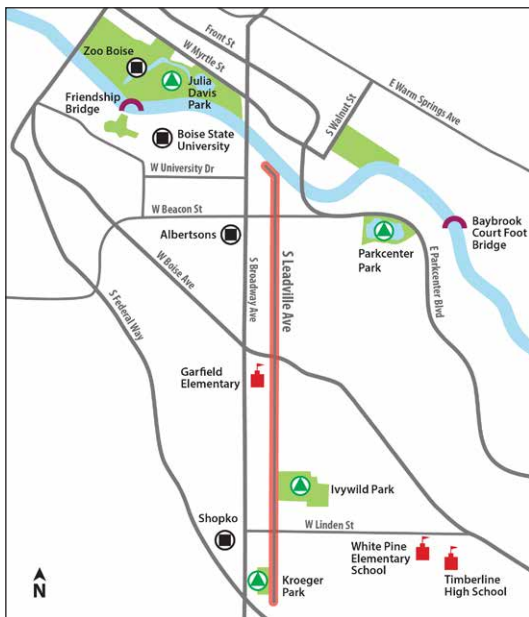 Front St
Zoo Boise
W Myrtle St
Julia
Davis
Park
E Warm Springs Ave
S Walnut St
Friendship
Bridge
Boise State
University
W University Dr
W Beacon St
Albertsons
Parkcenter
Park
Baybrook
Court Foot
Bridge
E Parkcenter Blvd
S Broadway Ave
S Leadville Ave
W Boise Ave
S Federal Way
Garfield
Elementary
Ivywild Park
Shopko
W Linden St
White Pine
Elementary
School
Timberline
High School
Kroeger
Park
N